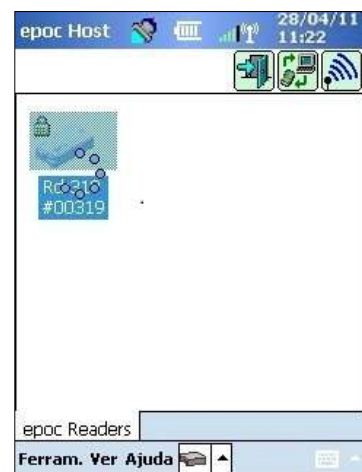 epoc Host 28/04/11
11:22
#00319
epoc Readers
Ferram. Ver Ajuda